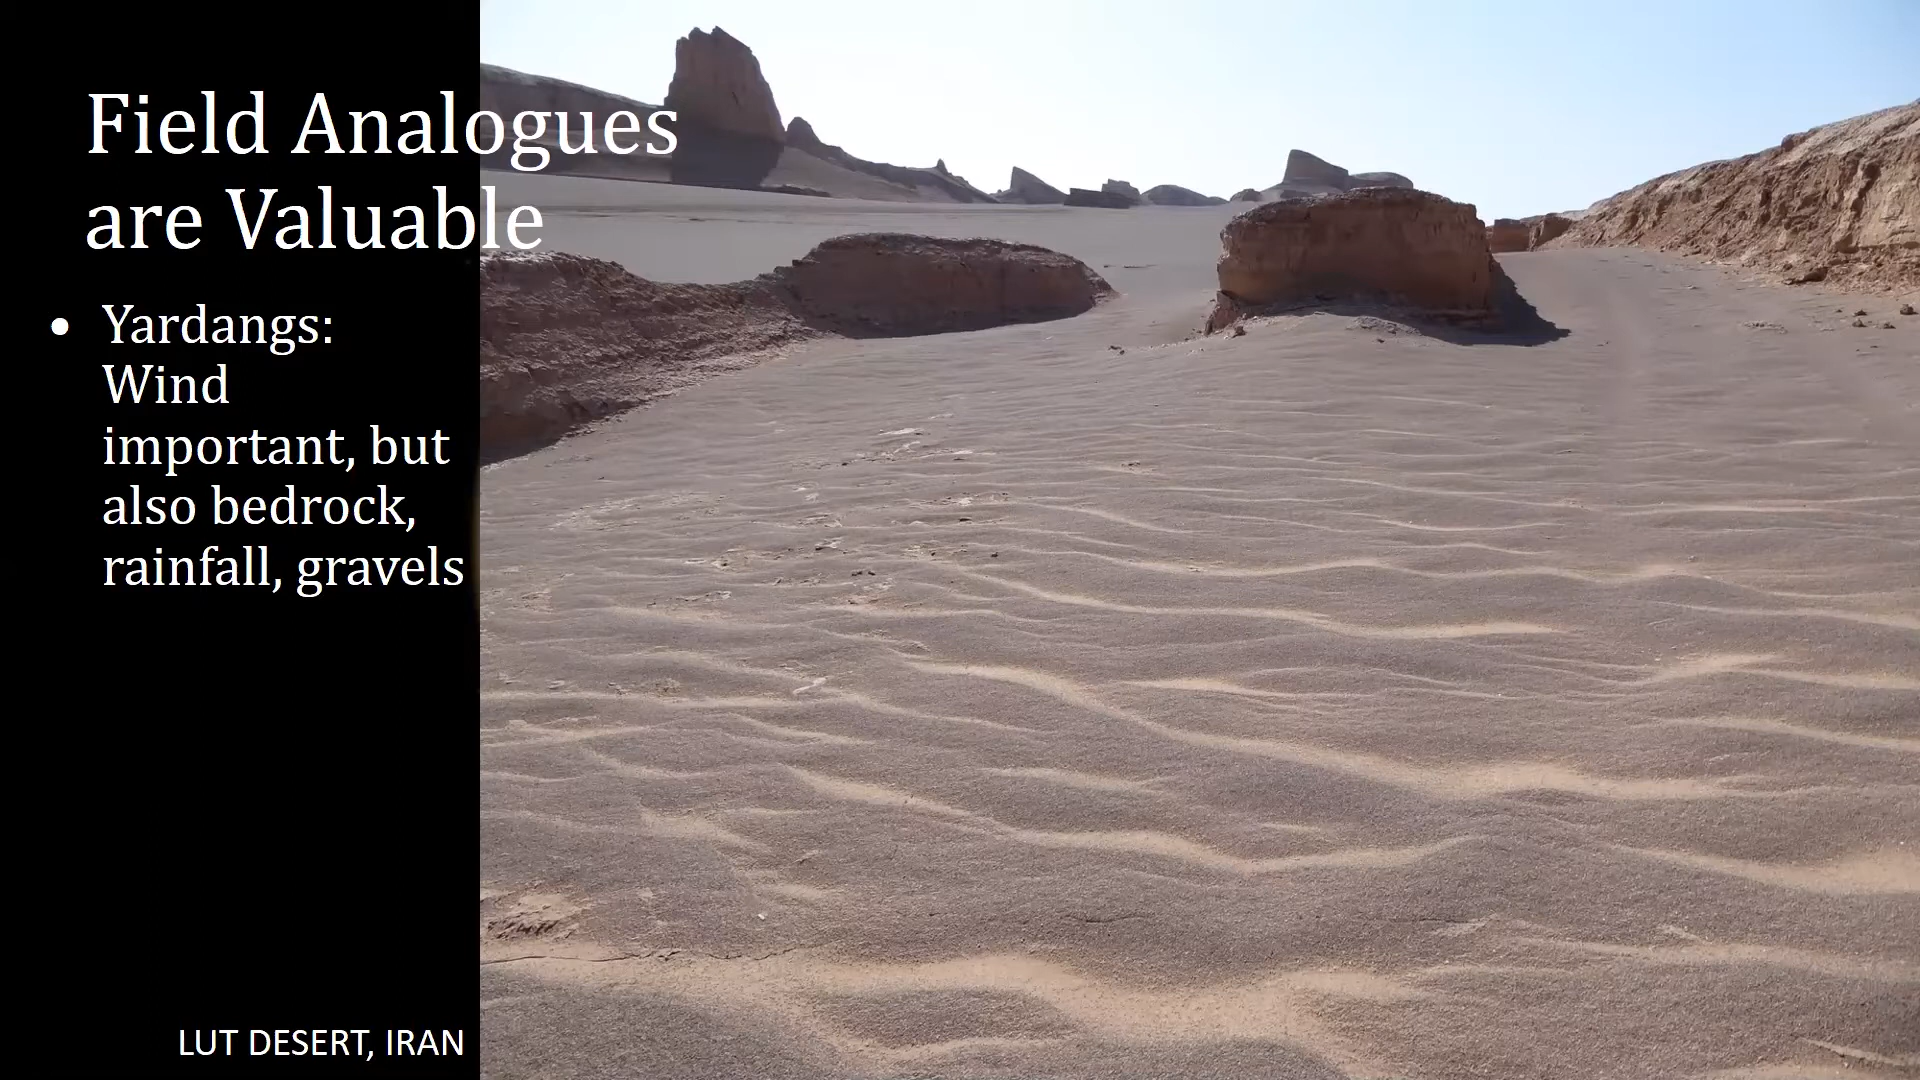 Field Analogues
are Valuable
• Yardangs:
Wind
important, but
also bedrock,
rainfall, gravels
LUT DESERT, IRAN